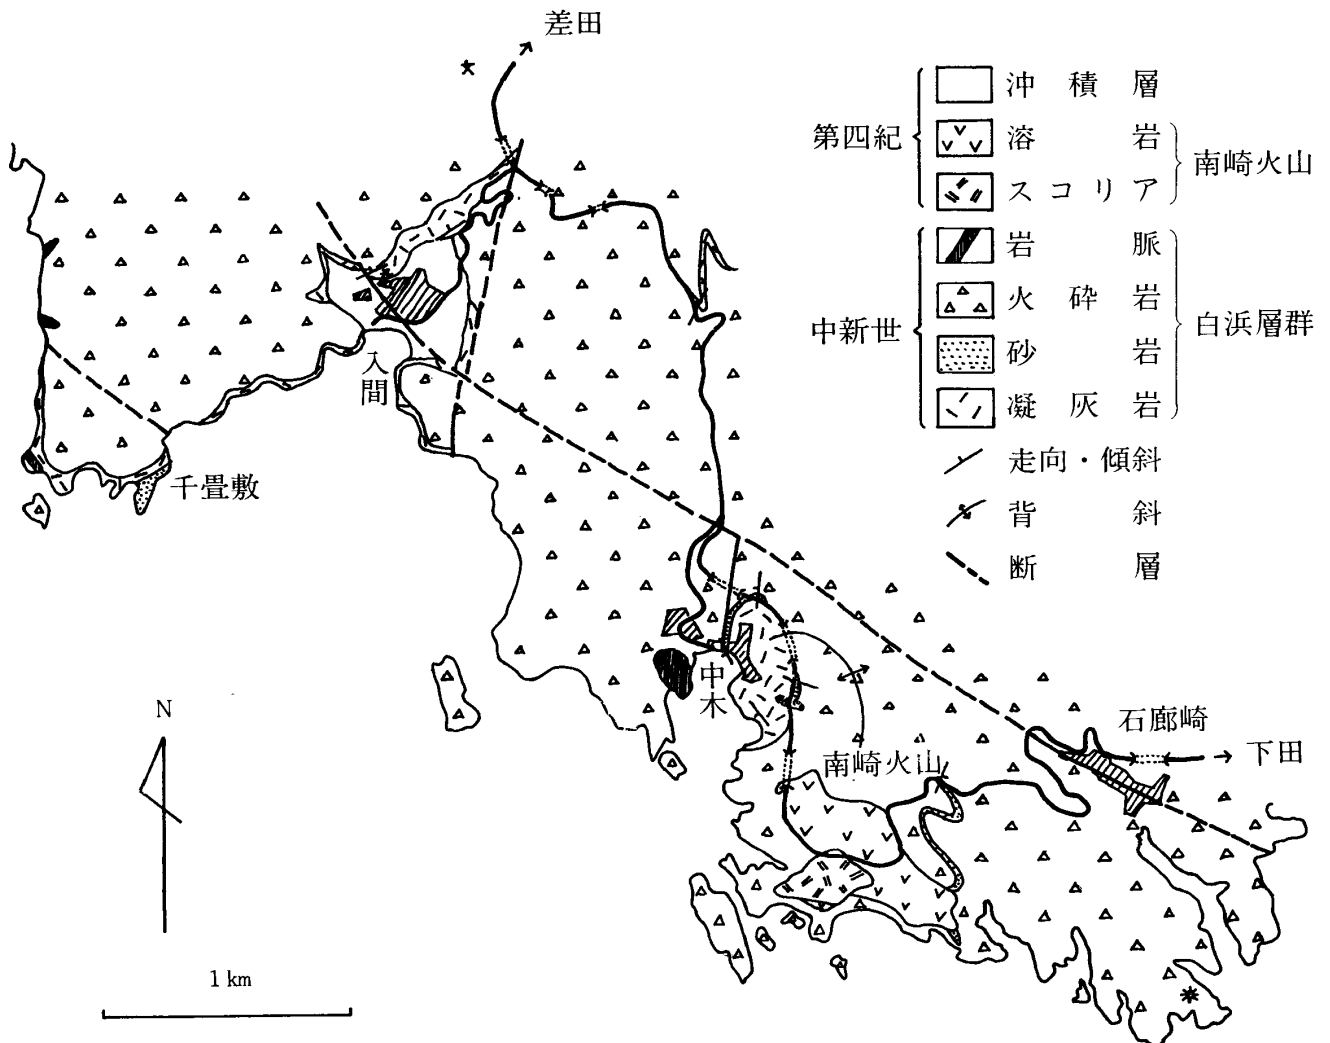 差田
沖積層
第四紀
溶岩
南崎火山
スコリア
岩脈
火砕岩
中新世
白浜層群
砂岩
凝灰岩
走向・傾斜
背斜
断層
入間
千畳敷
中木
石廊崎
下田
南崎火山
N
1km